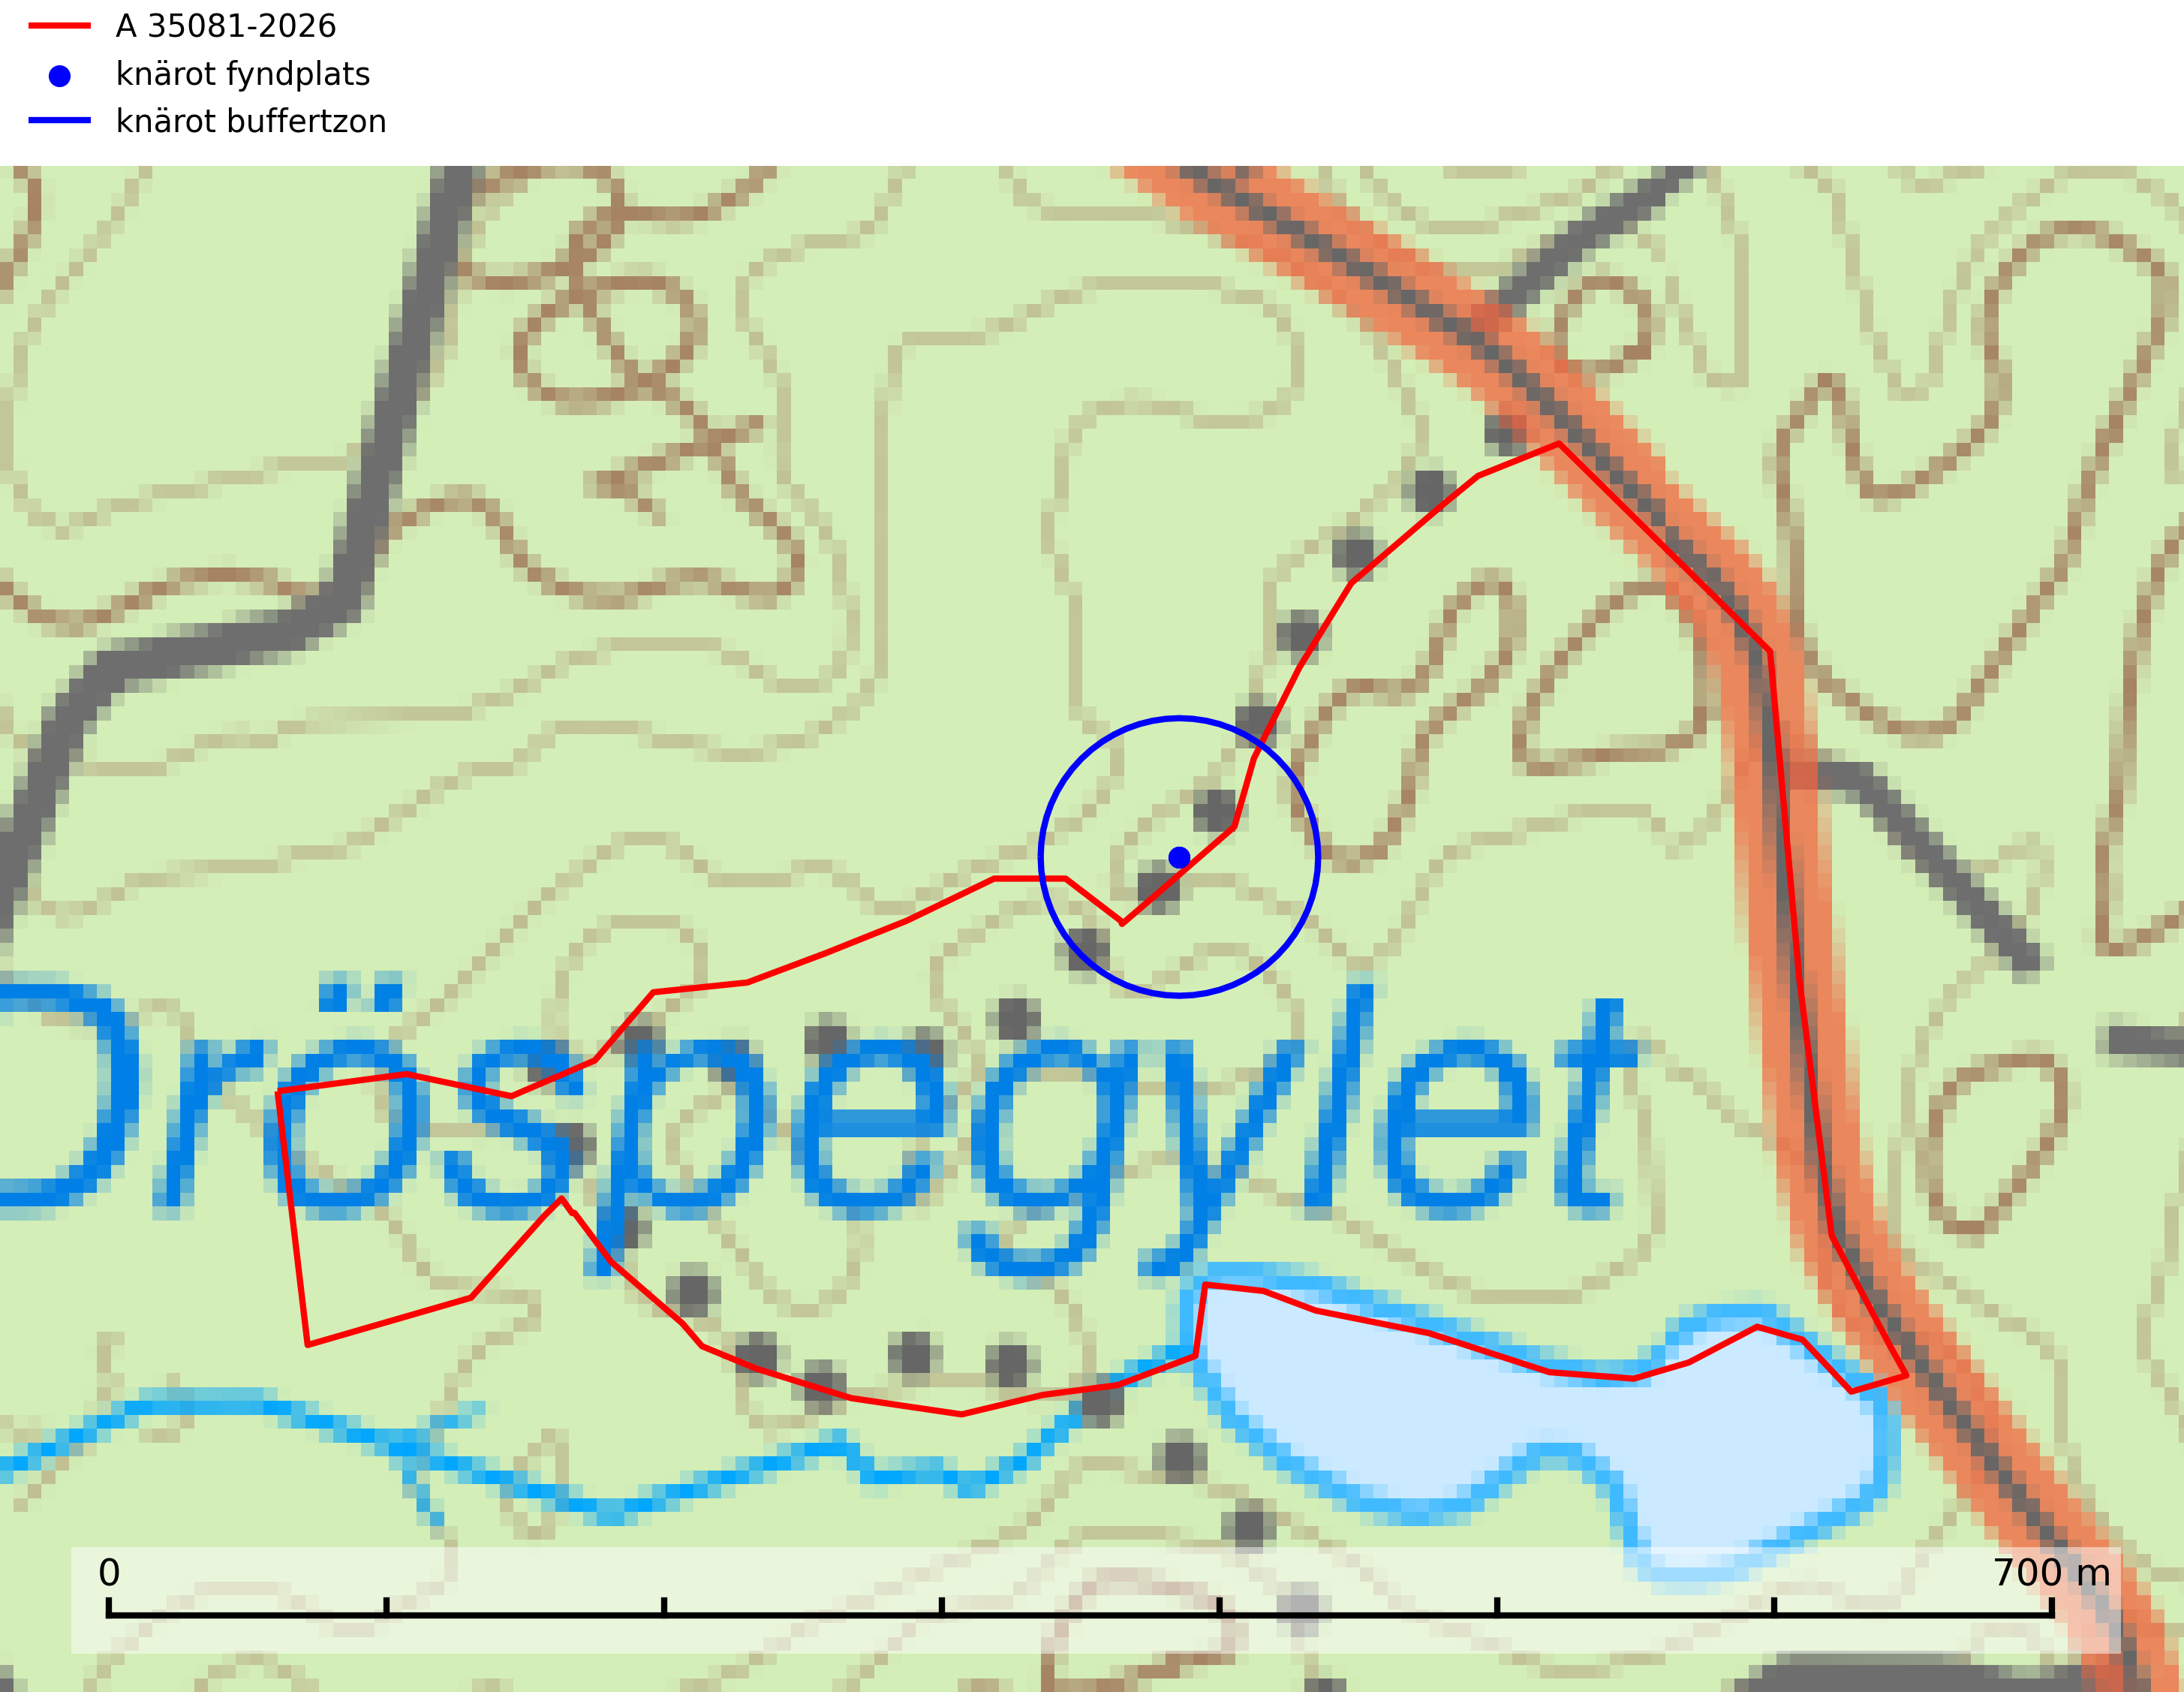 A 35081-2026
knärot fyndplats
knärot buffertzon
Dröspegylet
0 700 m